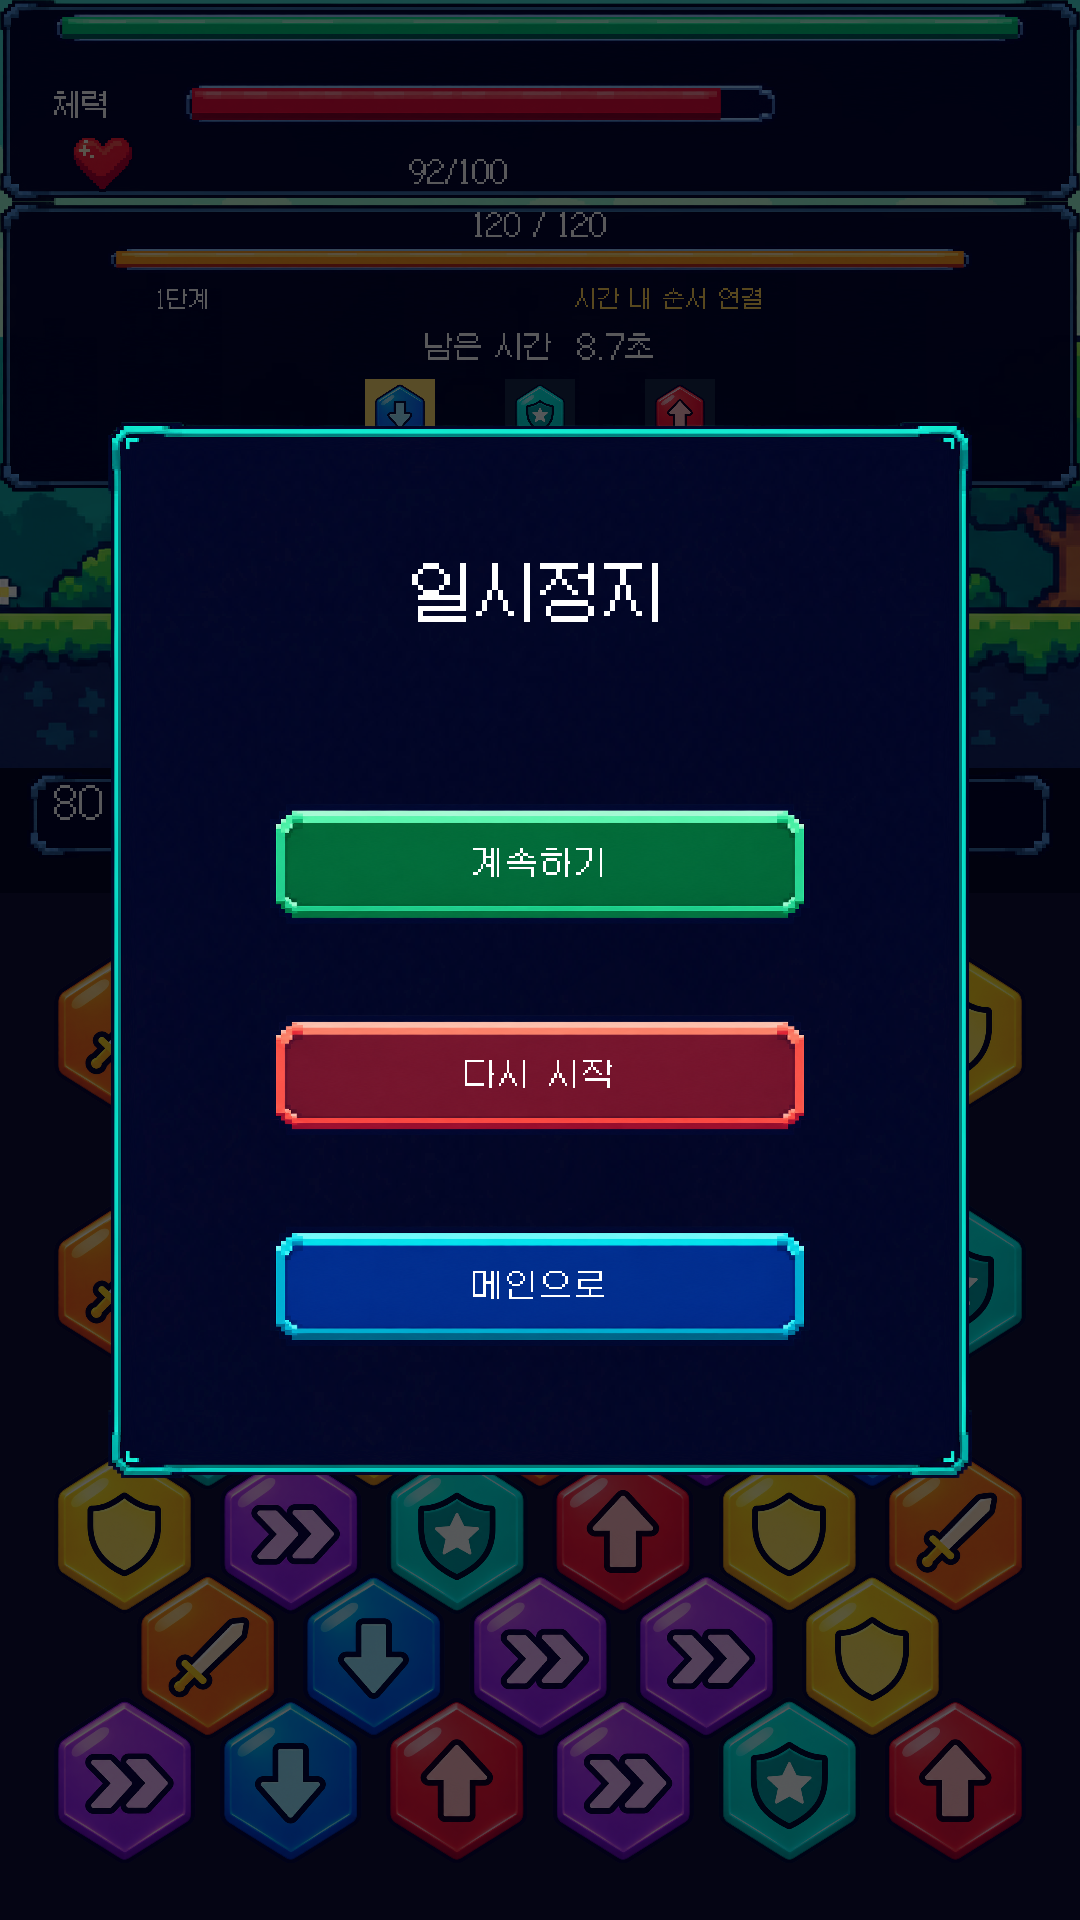 체력
92/100
120 / 120
1단계
시간 내 순서 연결
남은 시간 8.7초
일시정지
80
계속하기
다시 시작
메인으로